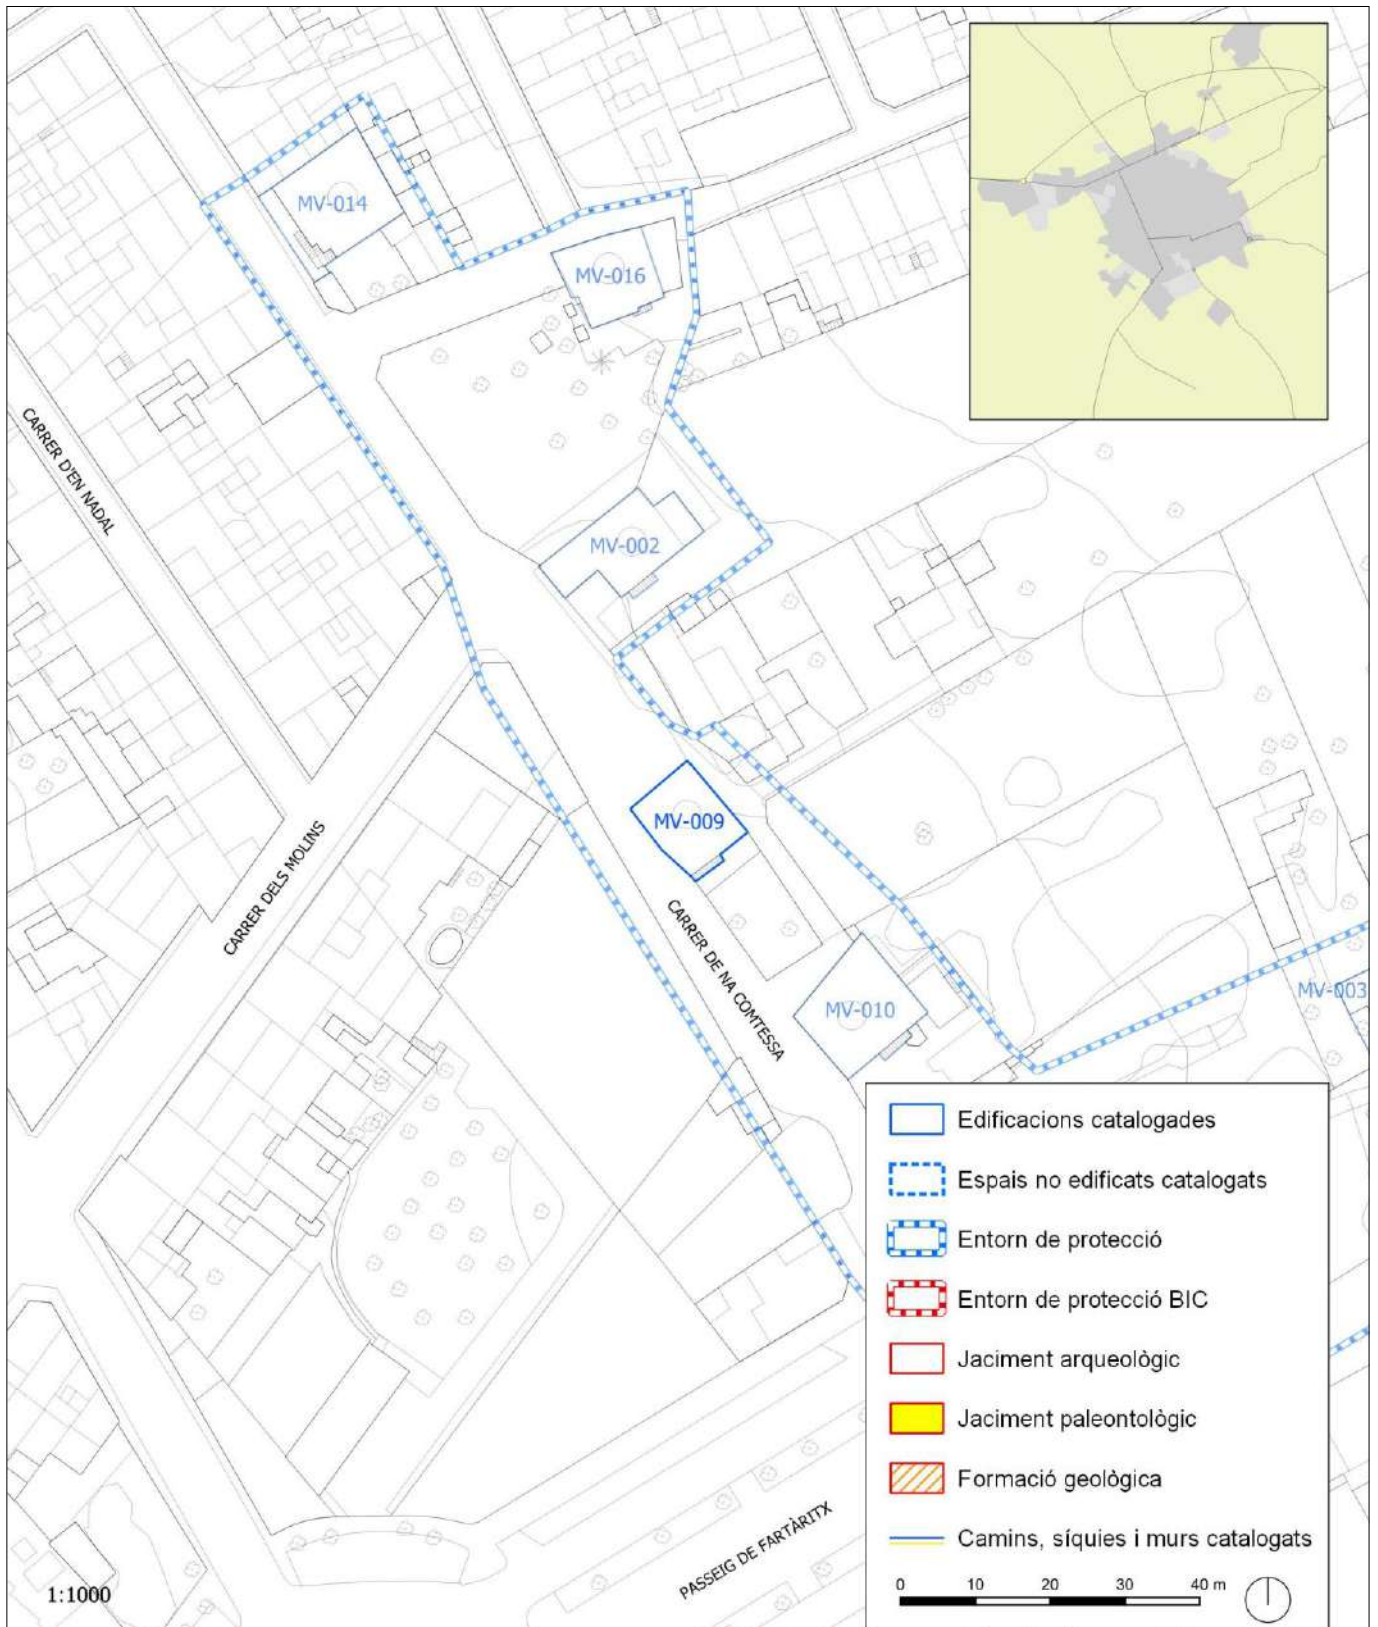 MV-014
MV-016
CARRER D'EN NADAL
MV-002
MV-009
CARRER DELS MOLINS
CARRER DE NA COMTESSA
MV-003
MV-010
Edificacions catalogades
Espais no edificats catalogats
Entorn de protecció
Entorn de protecció BIC
Jaciment arqueològic
Jaciment paleontològic
Formació geològica
Camins, síquies i murs catalogats
PASSEIG DE FARTÀRITX
0 10 20 30 40 m
1:1000